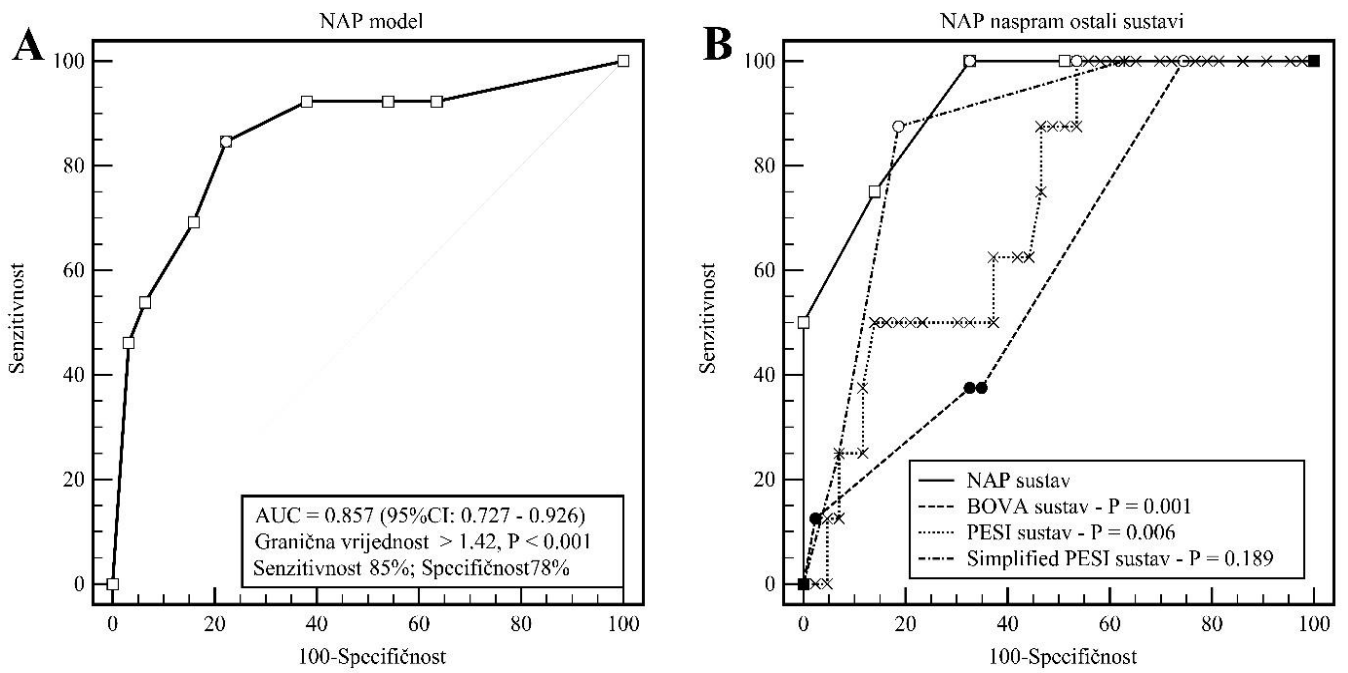 A
NAP model
100
80
60
40
20
0
Senzitivnost
AUC = 0.857 (95%CI: 0.727 - 0.926)
Granična vrijednost > 1.42, P < 0.001
Senzitivnost 85%; Specifičnost78%
0 20 40 60 80 100
100-Specifičnost
B
NAP naspram ostali sustavi
100
80
60
40
20
0
Senzitivnost
NAP sustav
BOVA sustav - P = 0.001
PESI sustav - P = 0.006
Simplified PESI sustav - P = 0.189
0 20 40 60 80 100
100-Specifičnost